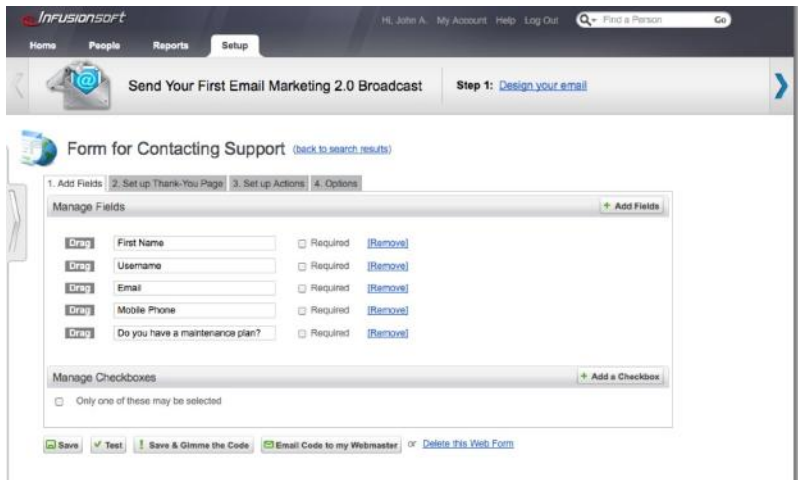 Infusionsoft
Hi, John A. My Account Help Log Out Find a Person Go
Home People Reports Setup
Send Your First Email Marketing 2.0 Broadcast Step 1: Design your email
Form for Contacting Support (back to search results)
1. Add Fields 2. Set up Thank-You Page 3. Set up Actions 4. Options
Manage Fields + Add Fields
Drag First Name Required [Remove]
Drag Username Required [Remove]
Drag Email Required [Remove]
Drag Mobile Phone Required [Remove]
Drag Do you have a maintenance plan? Required [Remove]
Manage Checkboxes + Add a Checkbox
Only one of these may be selected
Save Test Save & Gimme the Code Email Code to my Webmaster or Delete this Web Form